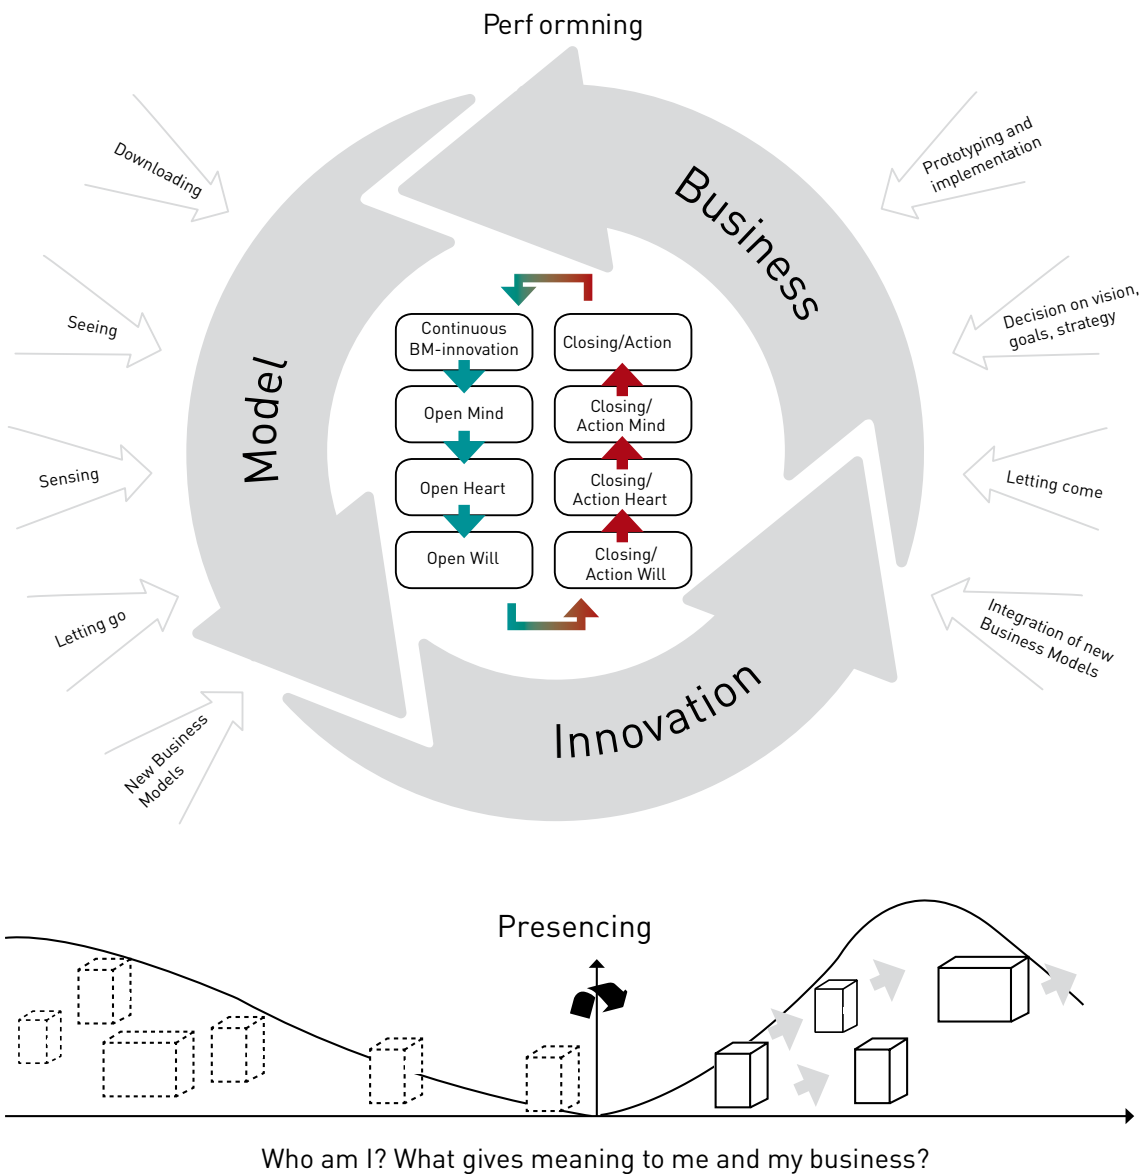 Perf ormning
Business
Model
Innovation
Downloading
Seeing
Sensing
Letting go
New Business
Models
Prototyping and
implementation
Decision on vision,
goals, strategy
Letting come
Integration of new
Business Models
Continuous
BM-innovation
Open Mind
Open Heart
Open Will
Closing/Action
Closing/
Action Mind
Closing/
Action Heart
Closing/
Action Will
Presencing
Who am I? What gives meaning to me and my business?